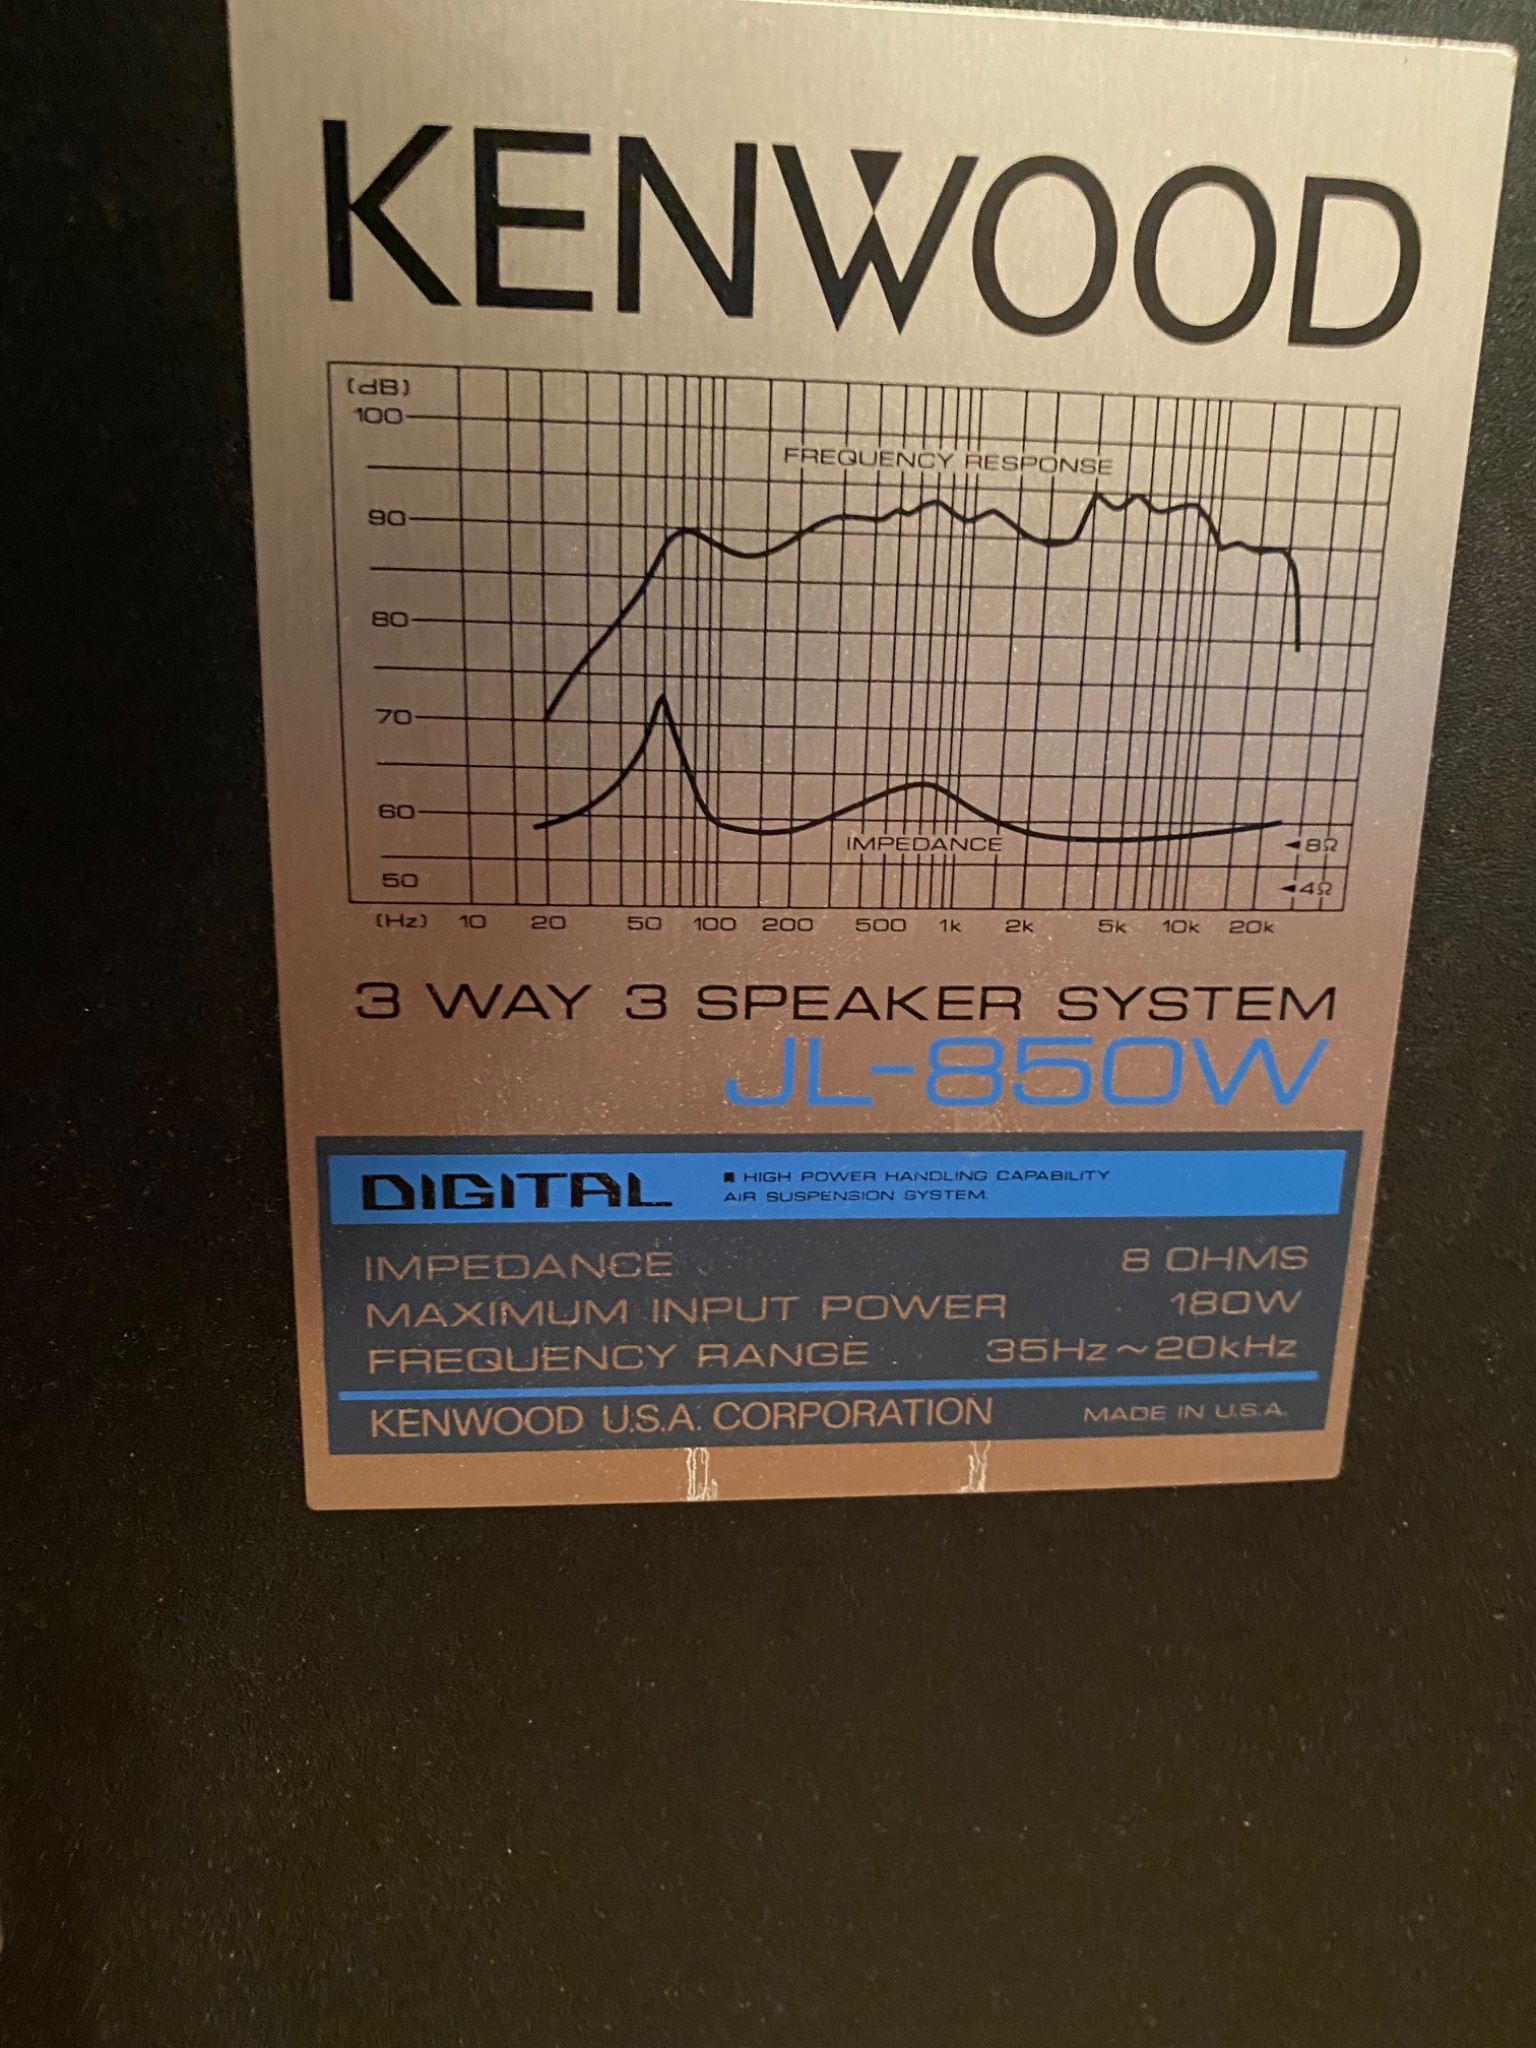 KENWOOD
(dB)
100
FREQUENCY RESPONSE
90
80
70
60
IMPEDANCE
◄8Ω
50
◄4Ω
(Hz) 10 20 50 100 200 500 1k 2k 5k 10k 20k
3 WAY 3 SPEAKER SYSTEM
JL-850W
DIGITAL
■ HIGH POWER HANDLING CAPABILITY
AIR SUSPENSION SYSTEM.
IMPEDANCE 8 OHMS
MAXIMUM INPUT POWER 180W
FREQUENCY RANGE 35Hz~20kHz
KENWOOD U.S.A. CORPORATION MADE IN U.S.A.